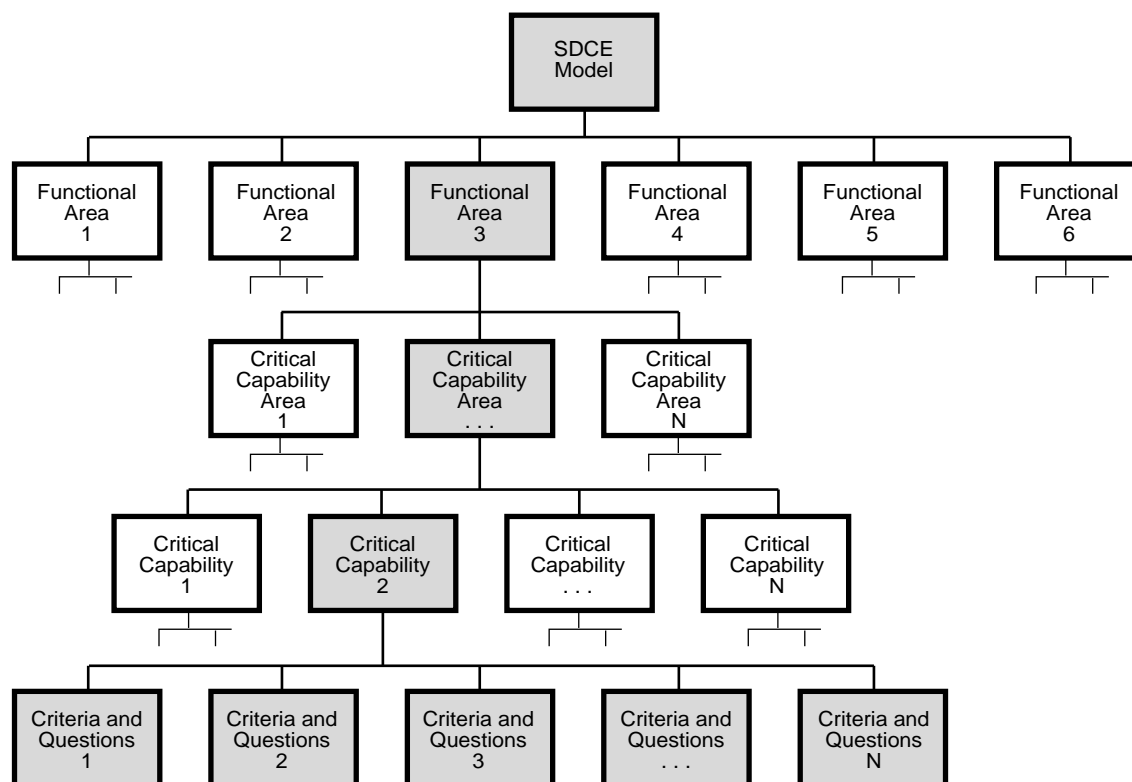 SDCE
Model
Functional
Area
1
Functional
Area
2
Functional
Area
3
Functional
Area
4
Functional
Area
5
Functional
Area
6
Critical
Capability
Area
1
Critical
Capability
Area
. . .
Critical
Capability
Area
N
Critical
Capability
1
Critical
Capability
2
Critical
Capability
. . .
Critical
Capability
N
Criteria and
Questions
1
Criteria and
Questions
2
Criteria and
Questions
3
Criteria and
Questions
. . .
Criteria and
Questions
N